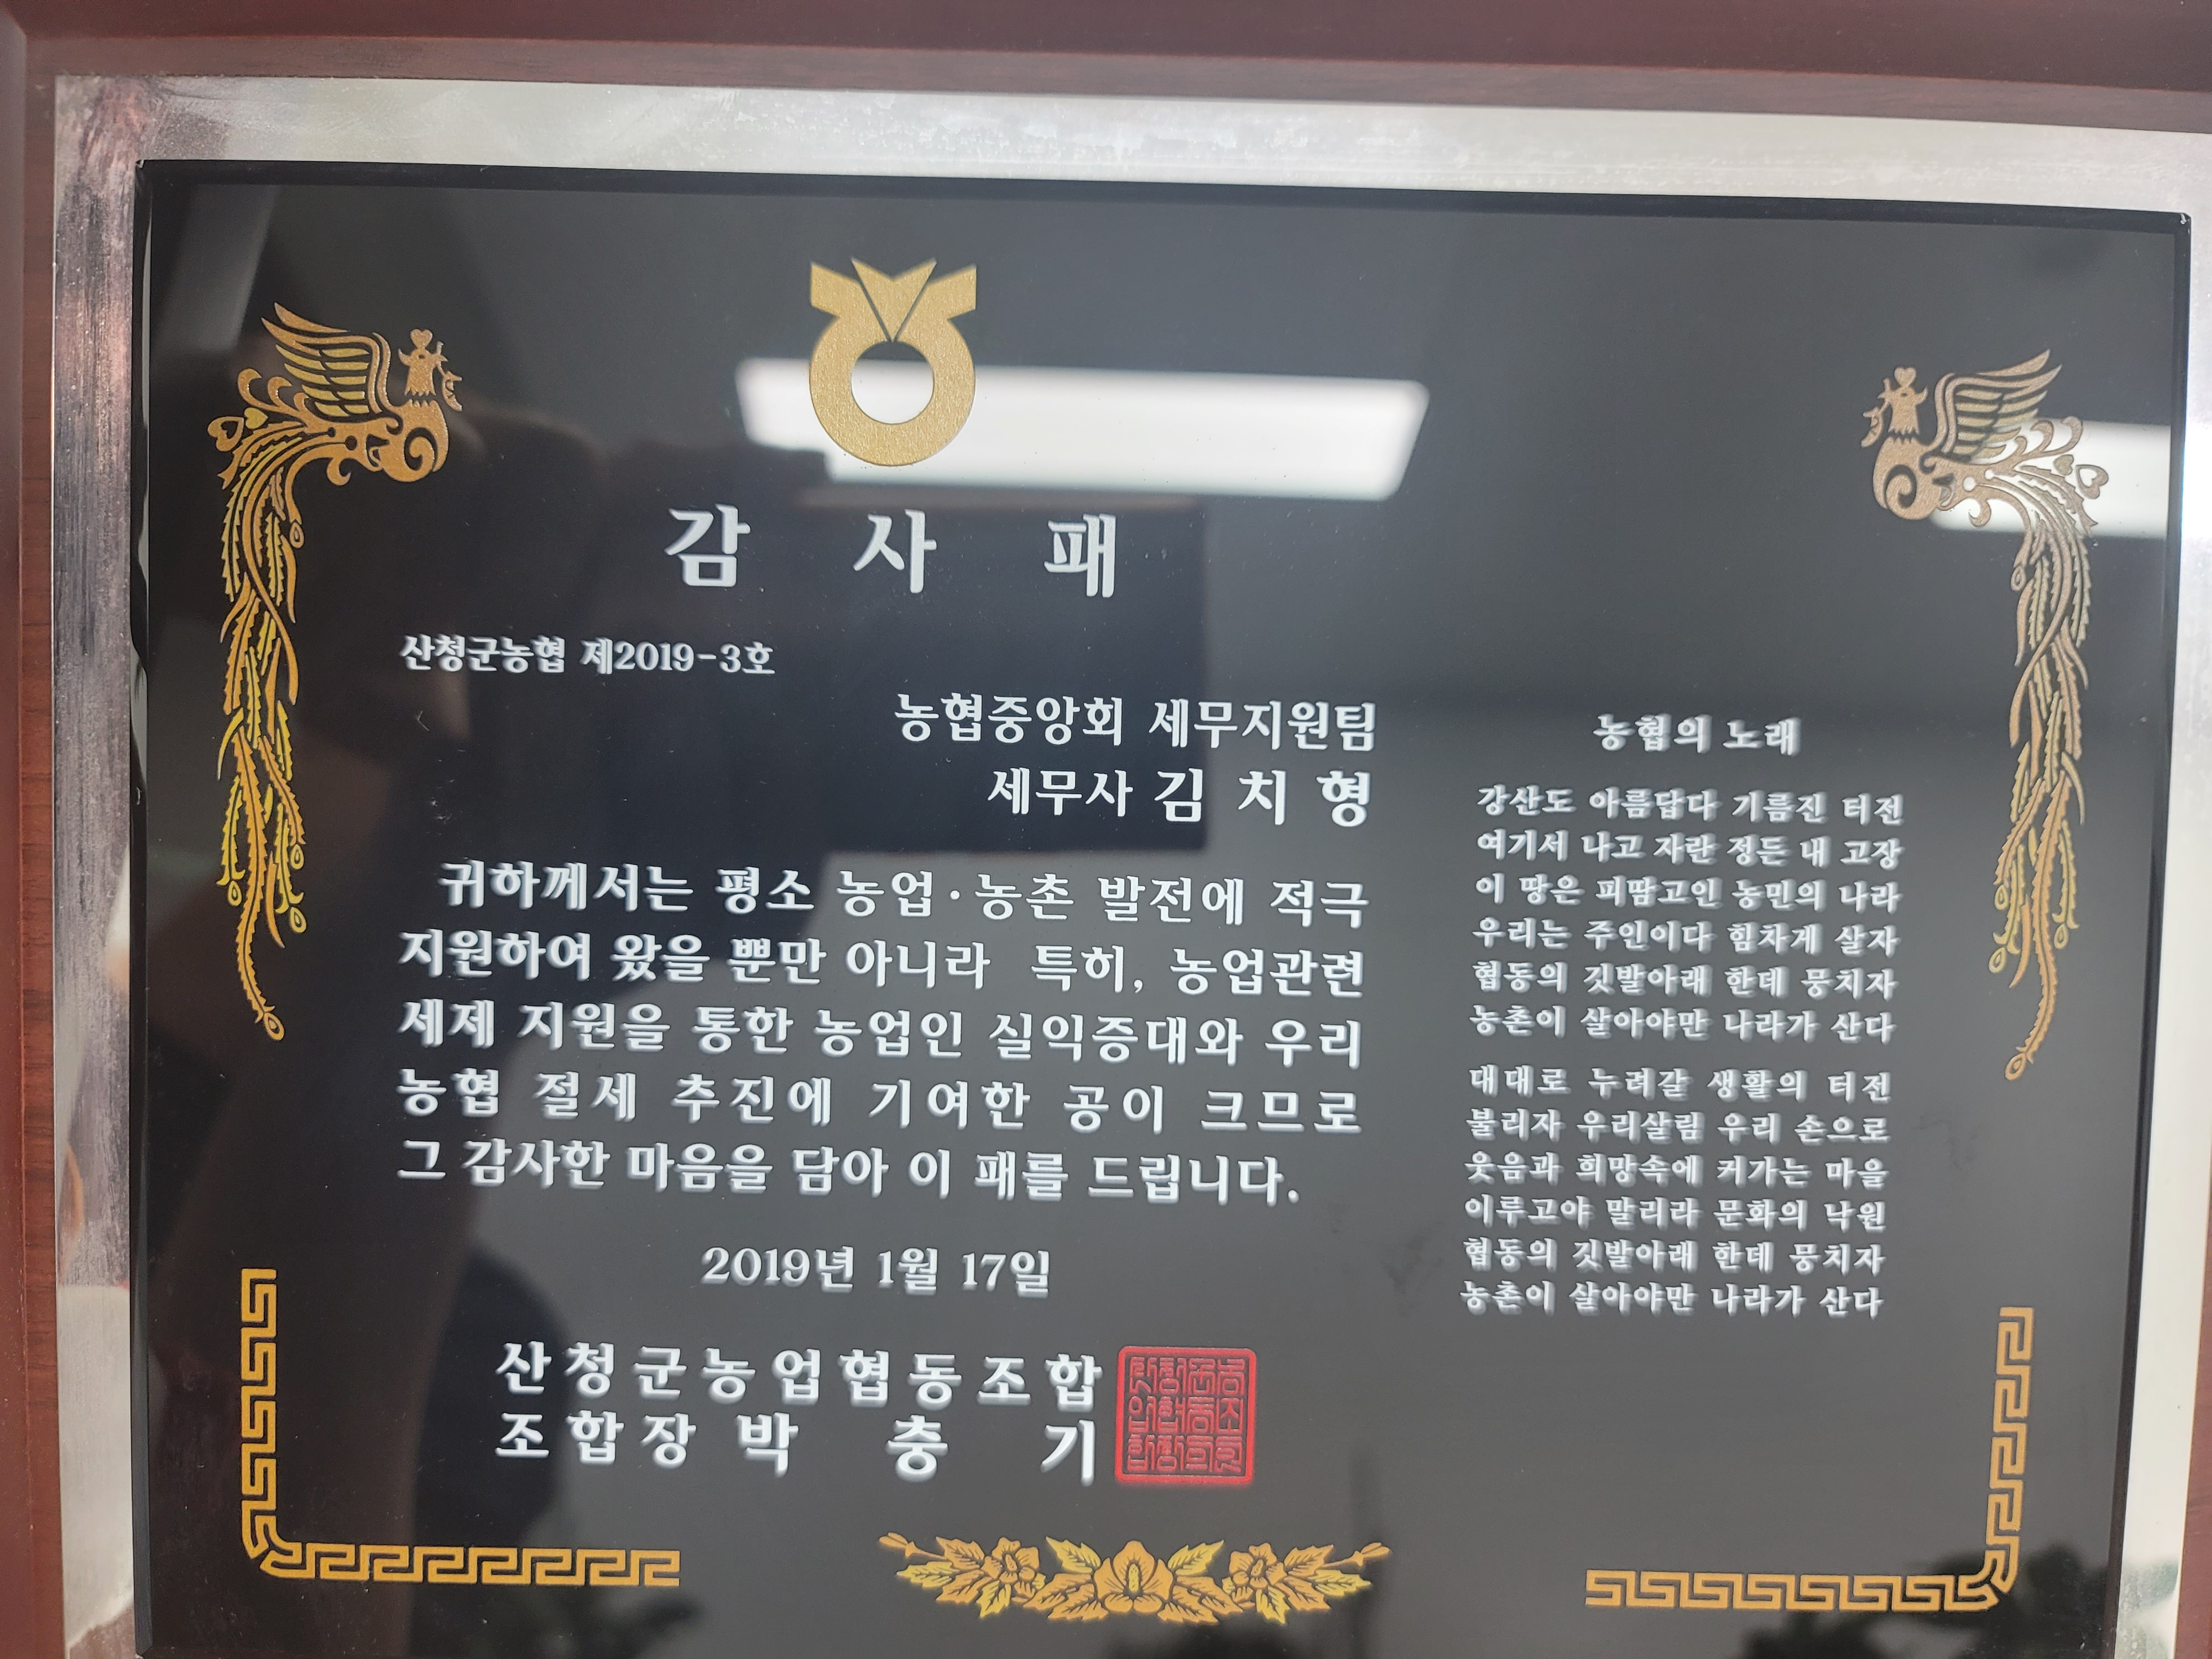 감 사 패
산청군농협 제2019-3호
농협중앙회 세무지원팀
세무사 김 치 형
귀하께서는 평소 농업·농촌 발전에 적극
지원하여 왔을 뿐만 아니라 특히, 농업관련
세제 지원을 통한 농업인 실익증대와 우리
농협 절세 추진에 기여한 공이 크므로
그 감사한 마음을 담아 이 패를 드립니다.
2019년 1월 17일
산청군농업협동조합
조합장 박 충 기
농협의 노래
강산도 아름답다 기름진 터전
여기서 나고 자란 정든 내 고장
이 땅은 피땀고인 농민의 나라
우리는 주인이다 힘차게 살자
협동의 깃발아래 한데 뭉치자
농촌이 살아야만 나라가 산다
대대로 누려갈 생활의 터전
불리자 우리살림 우리 손으로
웃음과 희망속에 커가는 마을
이루고야 말리라 문화의 낙원
협동의 깃발아래 한데 뭉치자
농촌이 살아야만 나라가 산다